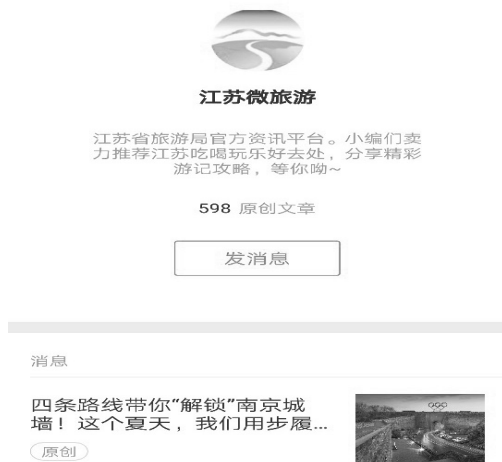 江苏微旅游
江苏省旅游局官方资讯平台。小编们卖
力推荐江苏吃喝玩乐好去处，分享精彩
游记攻略，等你呦~
598 原创文章
发消息
消息
四条路线带你“解锁”南京城
墙！这个夏天，我们用步履...
原创